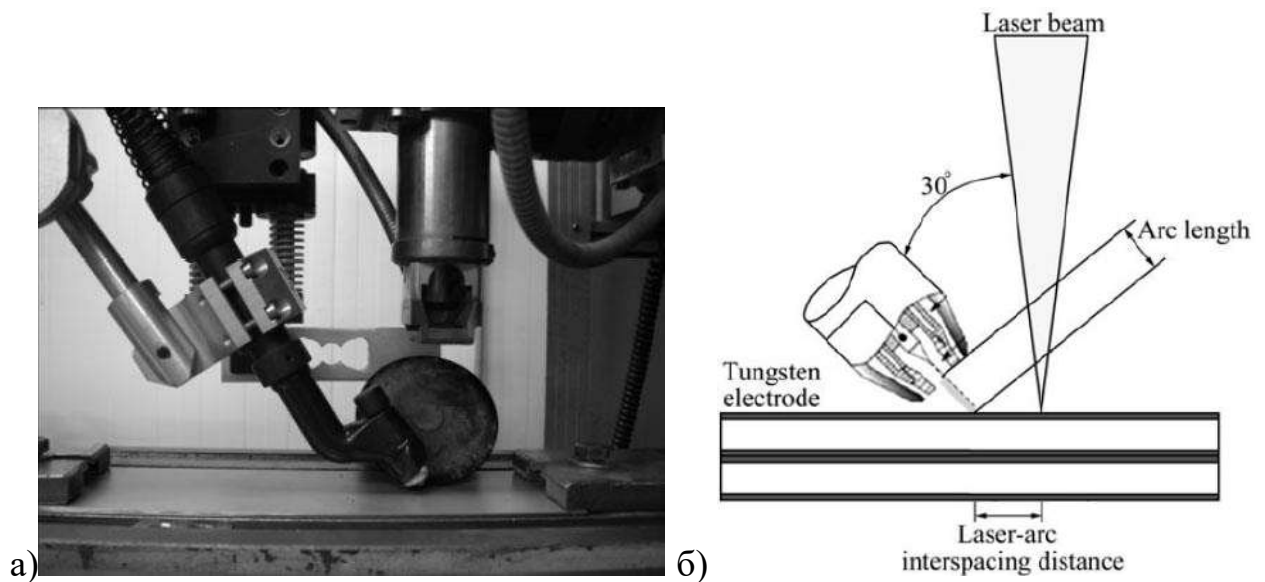 Laser beam
30°
Arc length
Tungsten
electrode
Laser-arc
interspacing distance
а)
б)